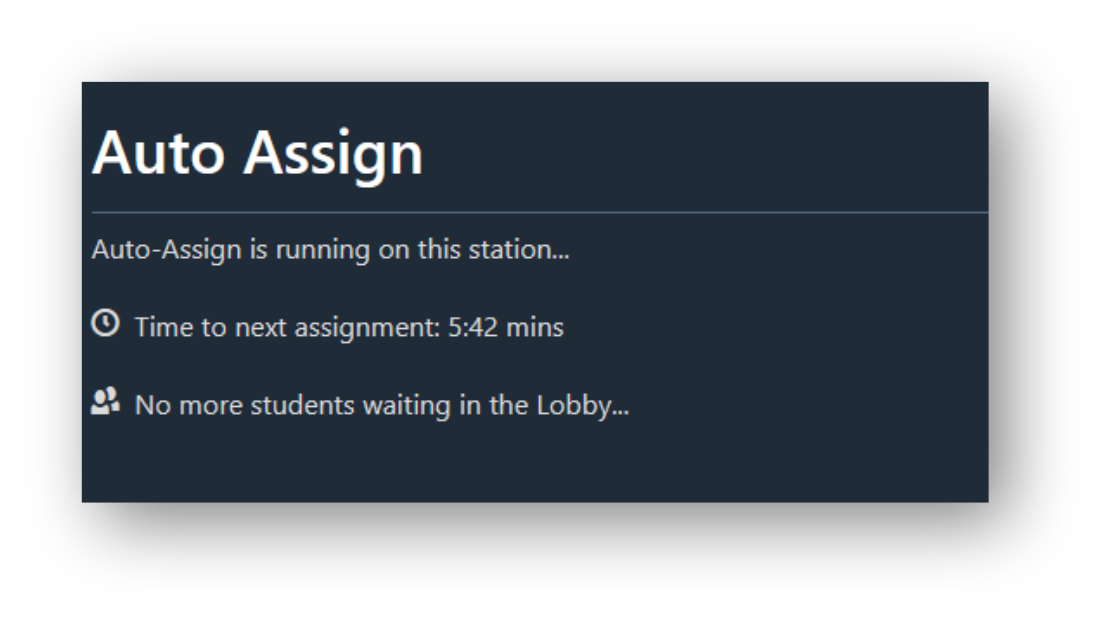 Auto Assign
Auto-Assign is running on this station...
Time to next assignment: 5:42 mins
No more students waiting in the Lobby...